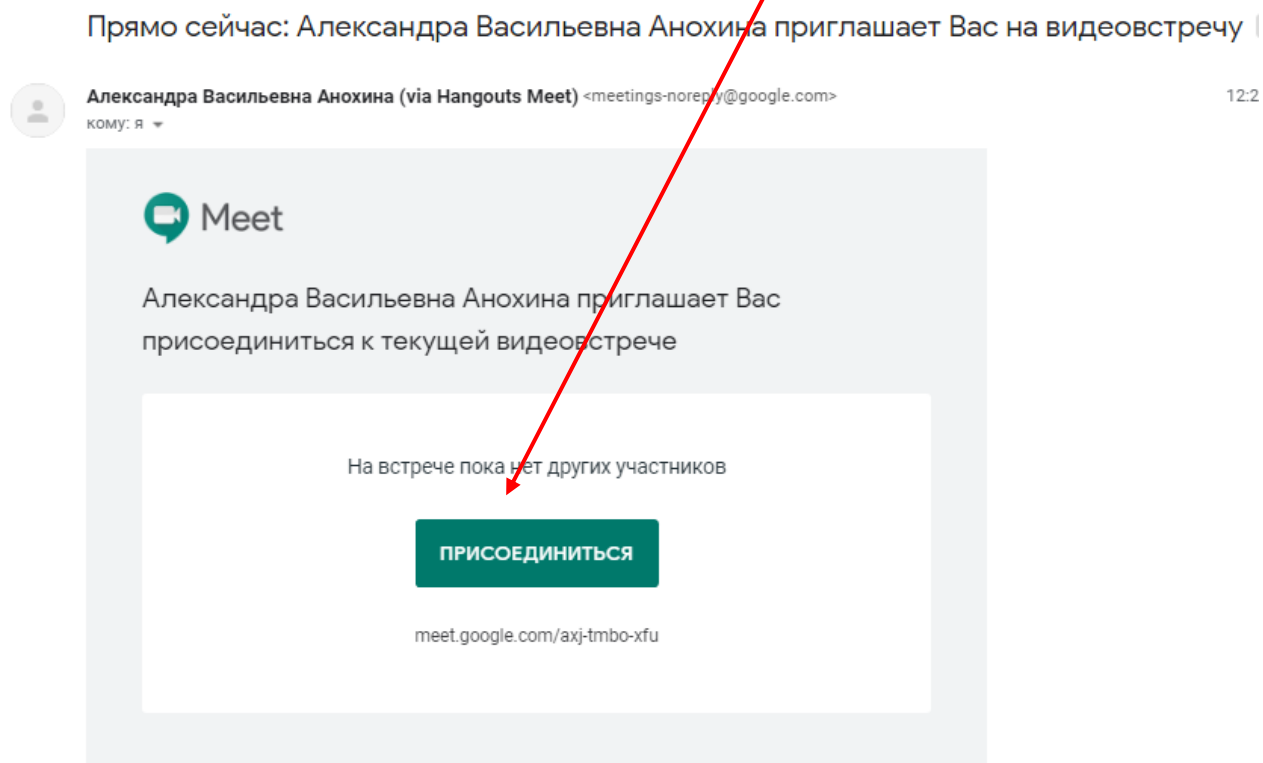 Прямо сейчас: Александра Васильевна Анохина приглашает Вас на видеовстречу
Александра Васильевна Анохина (via Hangouts Meet) <meetings-noreply@google.com>
12:2
кому: я
Meet
Александра Васильевна Анохина приглашает Вас
присоединиться к текущей видеовстрече
На встрече пока нет других участников
ПРИСОЕДИНИТЬСЯ
meet.google.com/axj-tmbo-xfu